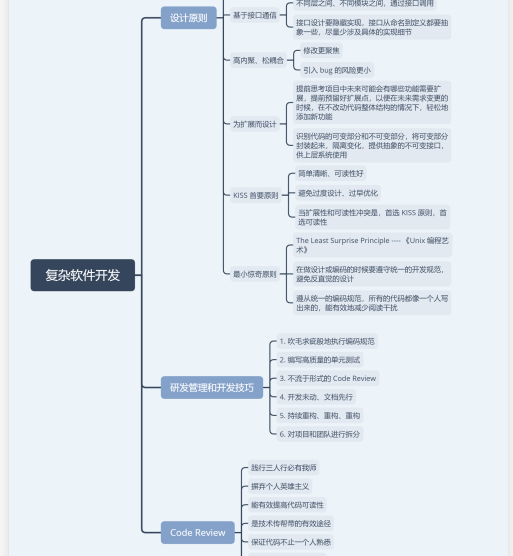 不同层之间、不同模块之间，通过接口调用
基于接口通信
接口设计要隐藏实现，接口从命名到定义都要抽
象一些，尽量少涉及具体的实现细节
设计原则
高内聚、松耦合
修改更聚焦
引入 bug 的风险更小
为扩展而设计
提前思考项目中未来可能会有哪些功能需要扩
展，提前预留好扩展点，以便在未来需求变更的
时候，在不改动代码整体结构的情况下，轻松地
添加新功能
识别代码的可变部分和不可变部分，将可变部分
封装起来，隔离变化，提供抽象的不可变接口，
供上层系统使用
KISS 首要原则
简单清晰、可读性好
避免过度设计、过早优化
当扩展性和可读性冲突是，首选 KISS 原则、首
选可读性
最小惊奇原则
The Least Surprise Principle ---- 《Unix 编程艺
术》
在做设计或编码的时候要遵守统一的开发规范，
避免反直觉的设计
遵从统一的编码规范，所有的代码都像一个人写
出来的，能有效地减少阅读干扰
复杂软件开发
研发管理和开发技巧
1. 吹毛求疵般地执行编码规范
2. 编写高质量的单元测试
3. 不流于形式的 Code Review
4. 开发未动、文档先行
5. 持续重构、重构、重构
6. 对项目和团队进行拆分
Code Review
践行三人行必有我师
摒弃个人英雄主义
能有效提高代码可读性
是技术传帮带的有效途径
保证代码不止一个人熟悉